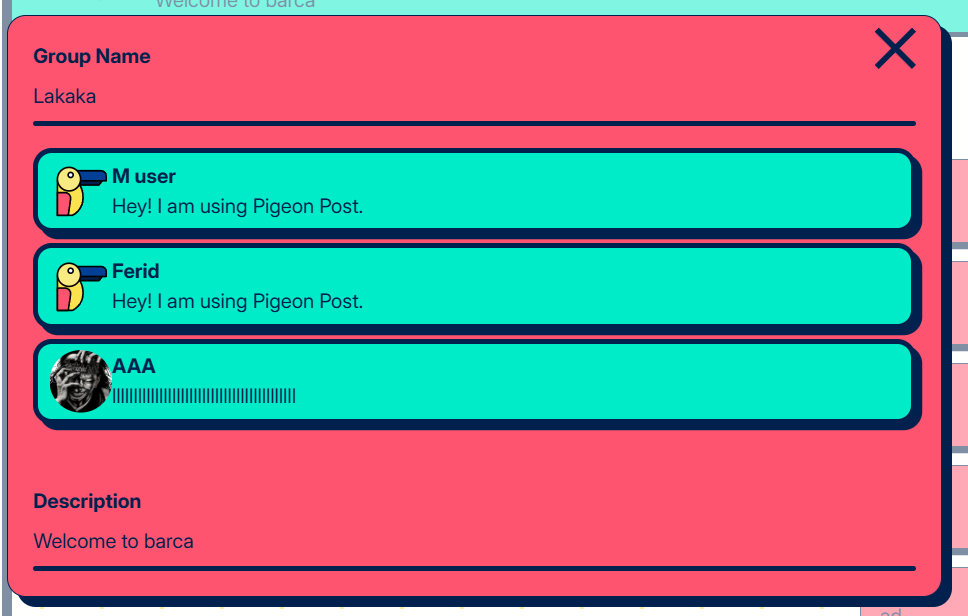 Welcome to barca
Group Name
Lakaka
M user
Hey! I am using Pigeon Post.
Ferid
Hey! I am using Pigeon Post.
AAA
Description
Welcome to barca